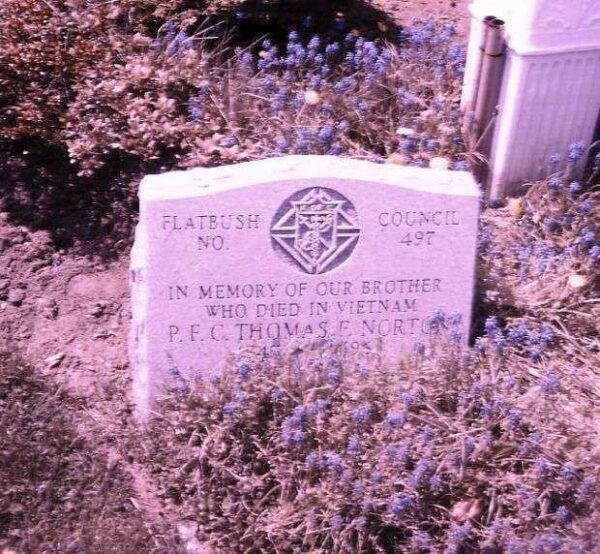 FLATBUSH COUNCIL
NO. 497
IN MEMORY OF OUR BROTHER
WHO DIED IN VIETNAM
P. F. C. THOMAS F. NORTON